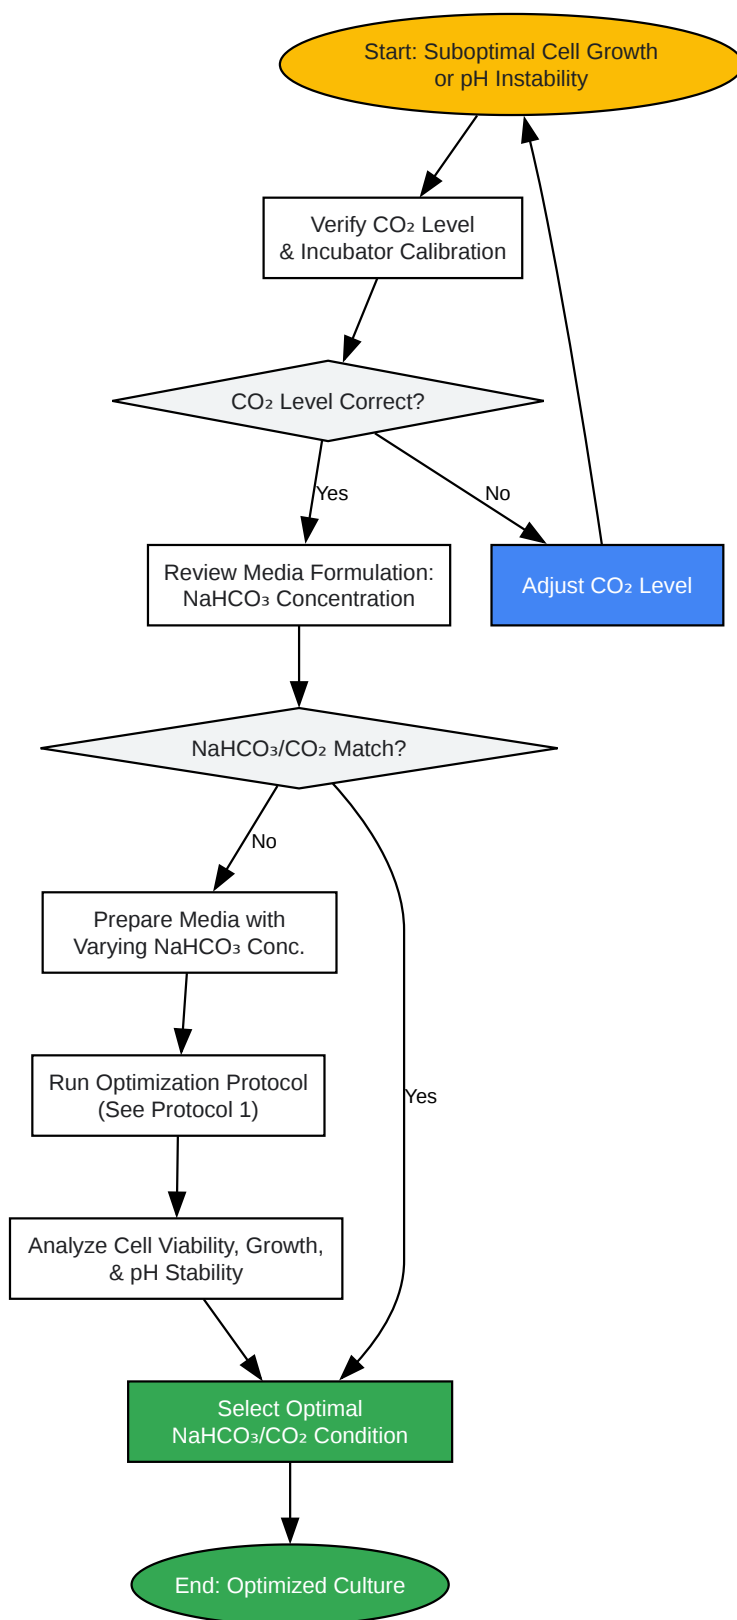 Start: Suboptimal Cell Growth
or pH Instability
Verify CO₂ Level
& Incubator Calibration
CO₂ Level Correct?
Yes
No
Review Media Formulation:
NaHCO₃ Concentration
Adjust CO₂ Level
NaHCO₃/CO₂ Match?
No
Prepare Media with
Varying NaHCO₃ Conc.
Run Optimization Protocol
(See Protocol 1)
Yes
Analyze Cell Viability, Growth,
& pH Stability
Select Optimal
NaHCO₃/CO₂ Condition
End: Optimized Culture